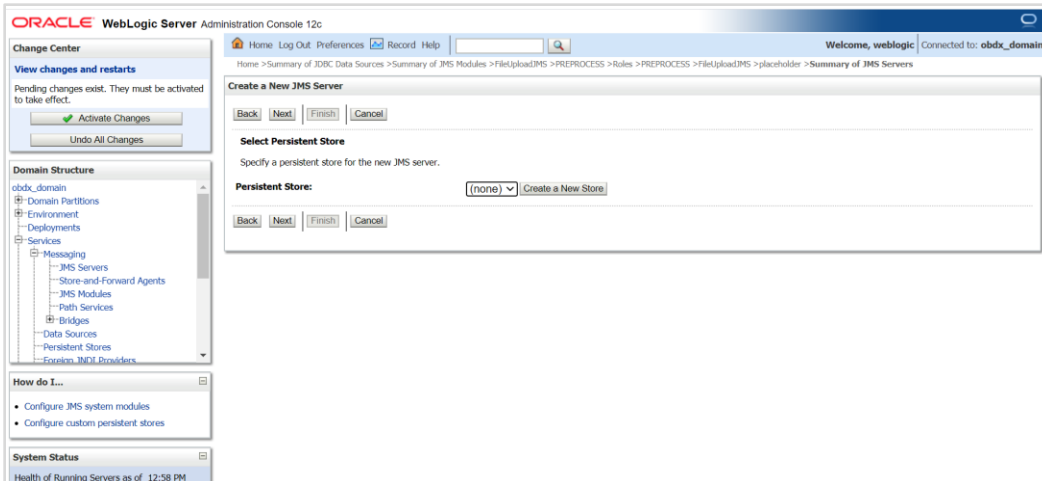 ORACLE WebLogic Server Administration Console 12c
Change Center
View changes and restarts
Pending changes exist. They must be activated
to take effect.
Activate Changes
Undo All Changes
Domain Structure
obdx_domain
Domain Partitions
Environment
Deployments
Services
Messaging
JMS Servers
Store-and-Forward Agents
JMS Modules
Path Services
Bridges
Data Sources
Persistent Stores
Foreign JNDI Providers
How do I...
Configure JMS system modules
Configure custom persistent stores
System Status
Health of Running Servers as of 12:58 PM
Home Log Out Preferences Record Help
Welcome, weblogic Connected to: obdx_domain
Home >Summary of JDBC Data Sources >Summary of JMS Modules >FileUploadJMS >PREPROCESS >Roles >PREPROCESS >FileUploadJMS >placeholder >Summary of JMS Servers
Create a New JMS Server
Back Next Finish Cancel
Select Persistent Store
Specify a persistent store for the new JMS server.
Persistent Store: (none) Create a New Store
Back Next Finish Cancel